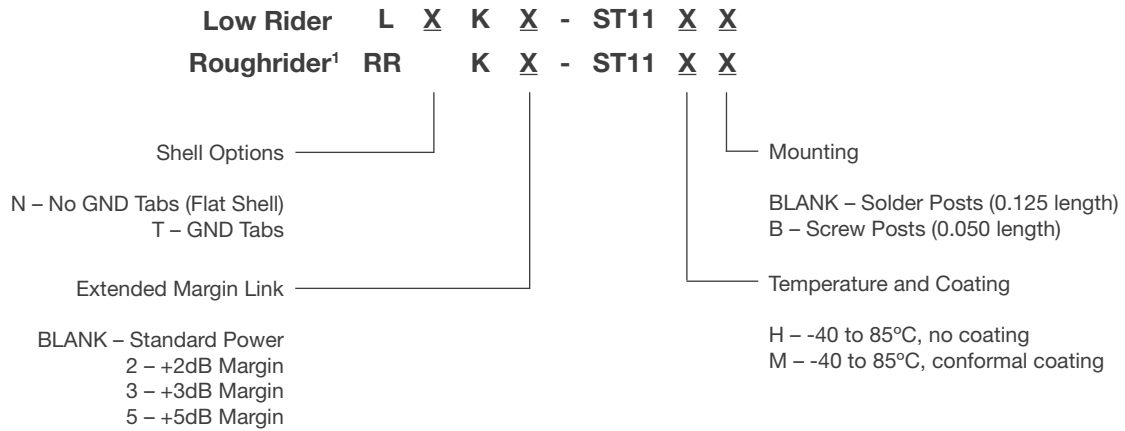 Low Rider L X K X - ST11 X X
Roughrider¹ RR K X - ST11 X X
Shell Options
N – No GND Tabs (Flat Shell)
T – GND Tabs
Extended Margin Link
BLANK – Standard Power
2 – +2dB Margin
3 – +3dB Margin
5 – +5dB Margin
Mounting
BLANK – Solder Posts (0.125 length)
B – Screw Posts (0.050 length)
Temperature and Coating
H – -40 to 85ºC, no coating
M – -40 to 85ºC, conformal coating